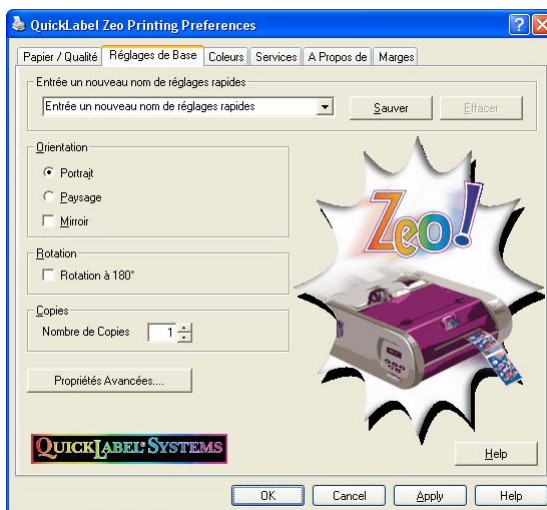 QuickLabel Zeo Printing Preferences
Papier / Qualité Réglages de Base Coleurs Services A Propos de Marges
Entrée un nouveau nom de réglages rapides
Entrée un nouveau nom de réglages rapides Sauver Effacer
Orientation
Portrait
Paysage
Mirroir
Zeo!
Rotation
Rotation à 180°
Copies
Nombre de Copies 1
Propriétés Avancées....
QUICKLABEL SYSTEMS
Help
OK Cancel Apply Help